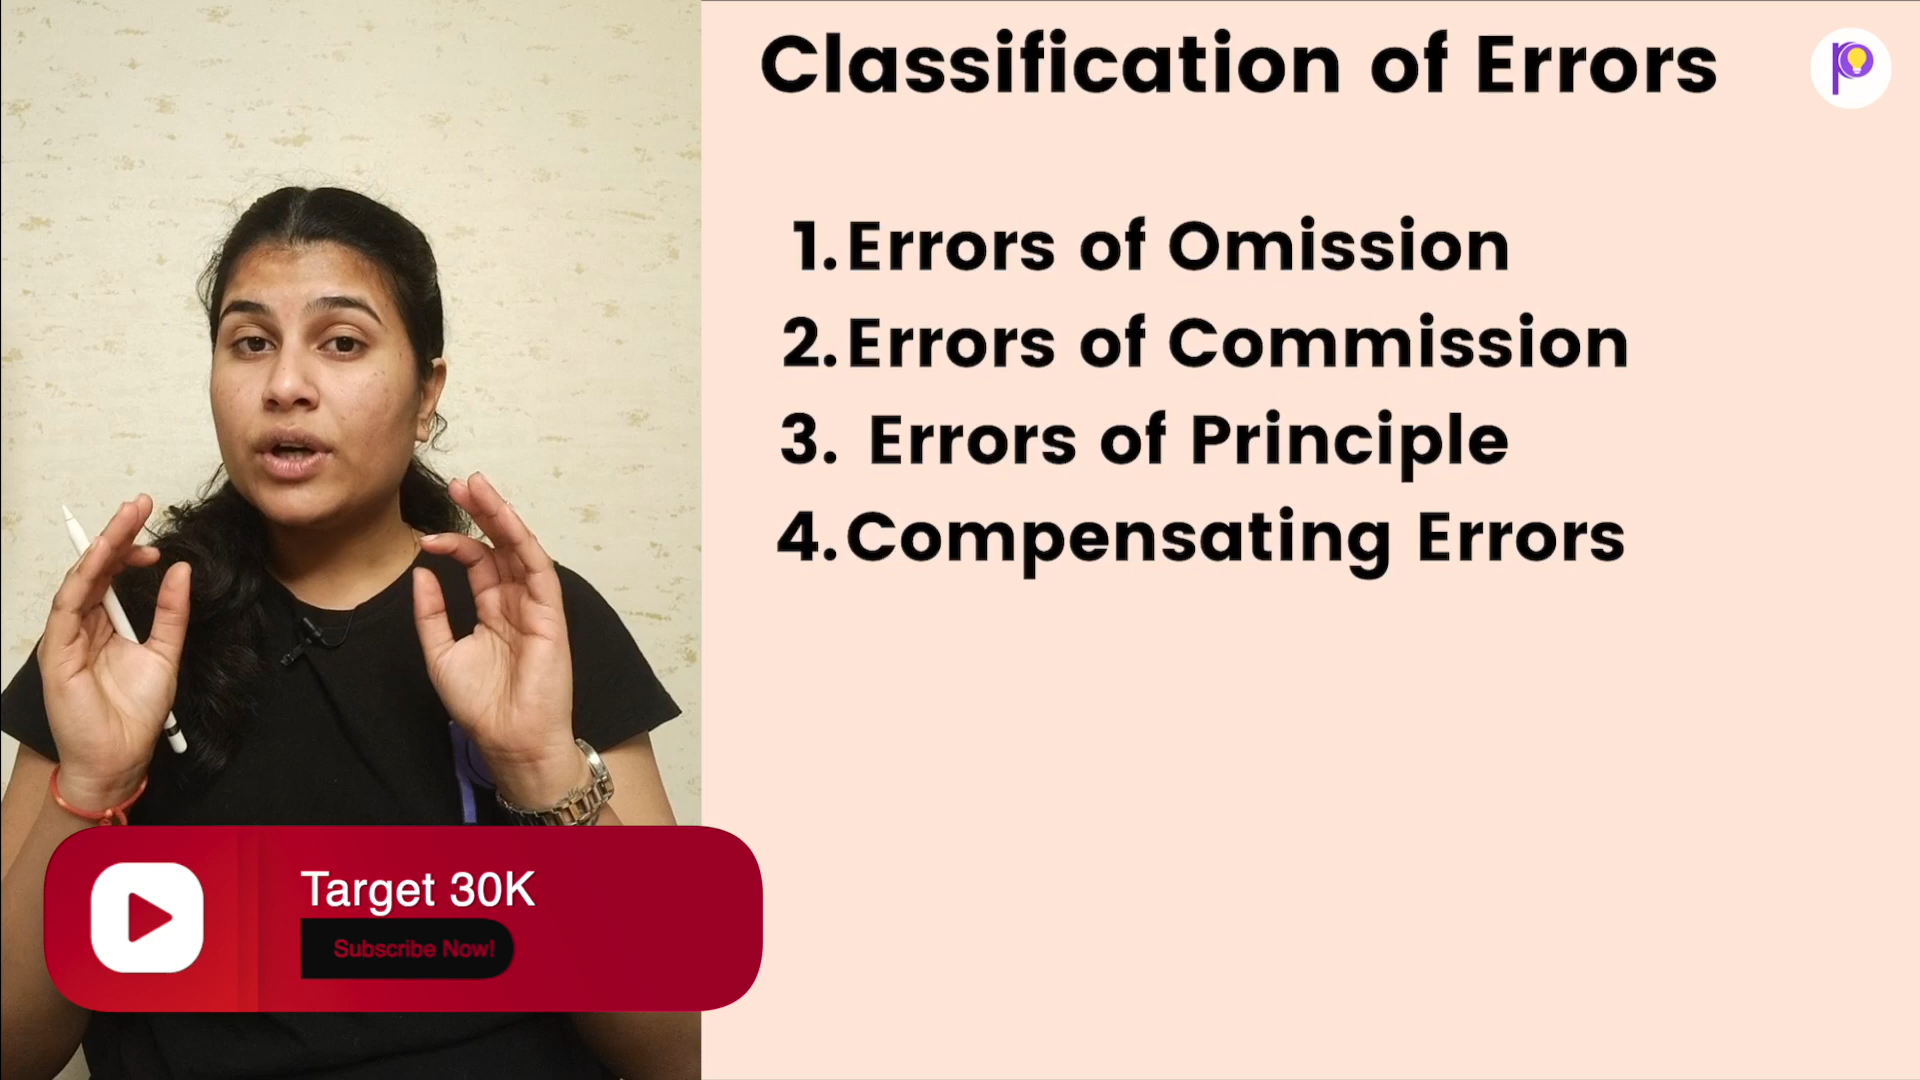 Classification of Errors
1. Errors of Omission
2. Errors of Commission
3. Errors of Principle
4. Compensating Errors
Target 30K
Subscribe Now!